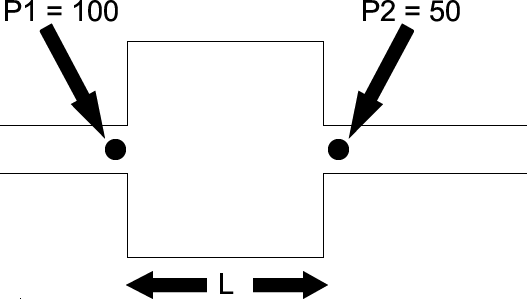 P1 = 100
P2 = 50
L